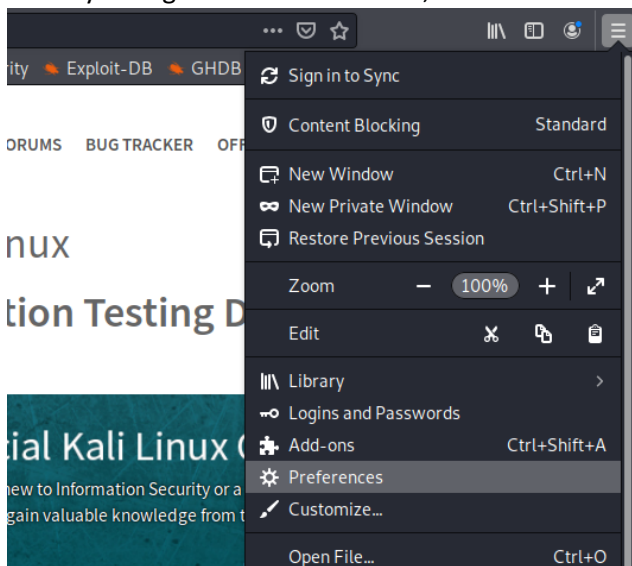 rity Exploit-DB GHDB
Sign in to Sync
Content Blocking Standard
ORUMS BUG TRACKER OFF
New Window Ctrl+N
New Private Window Ctrl+Shift+P
Restore Previous Session
nux
Zoom − 100% +
tion Testing D
Edit
Library >
Logins and Passwords
cial Kali Linux
Add-ons Ctrl+Shift+A
Preferences
new to Information Security or a
Customize...
gain valuable knowledge from t
Open File... Ctrl+O